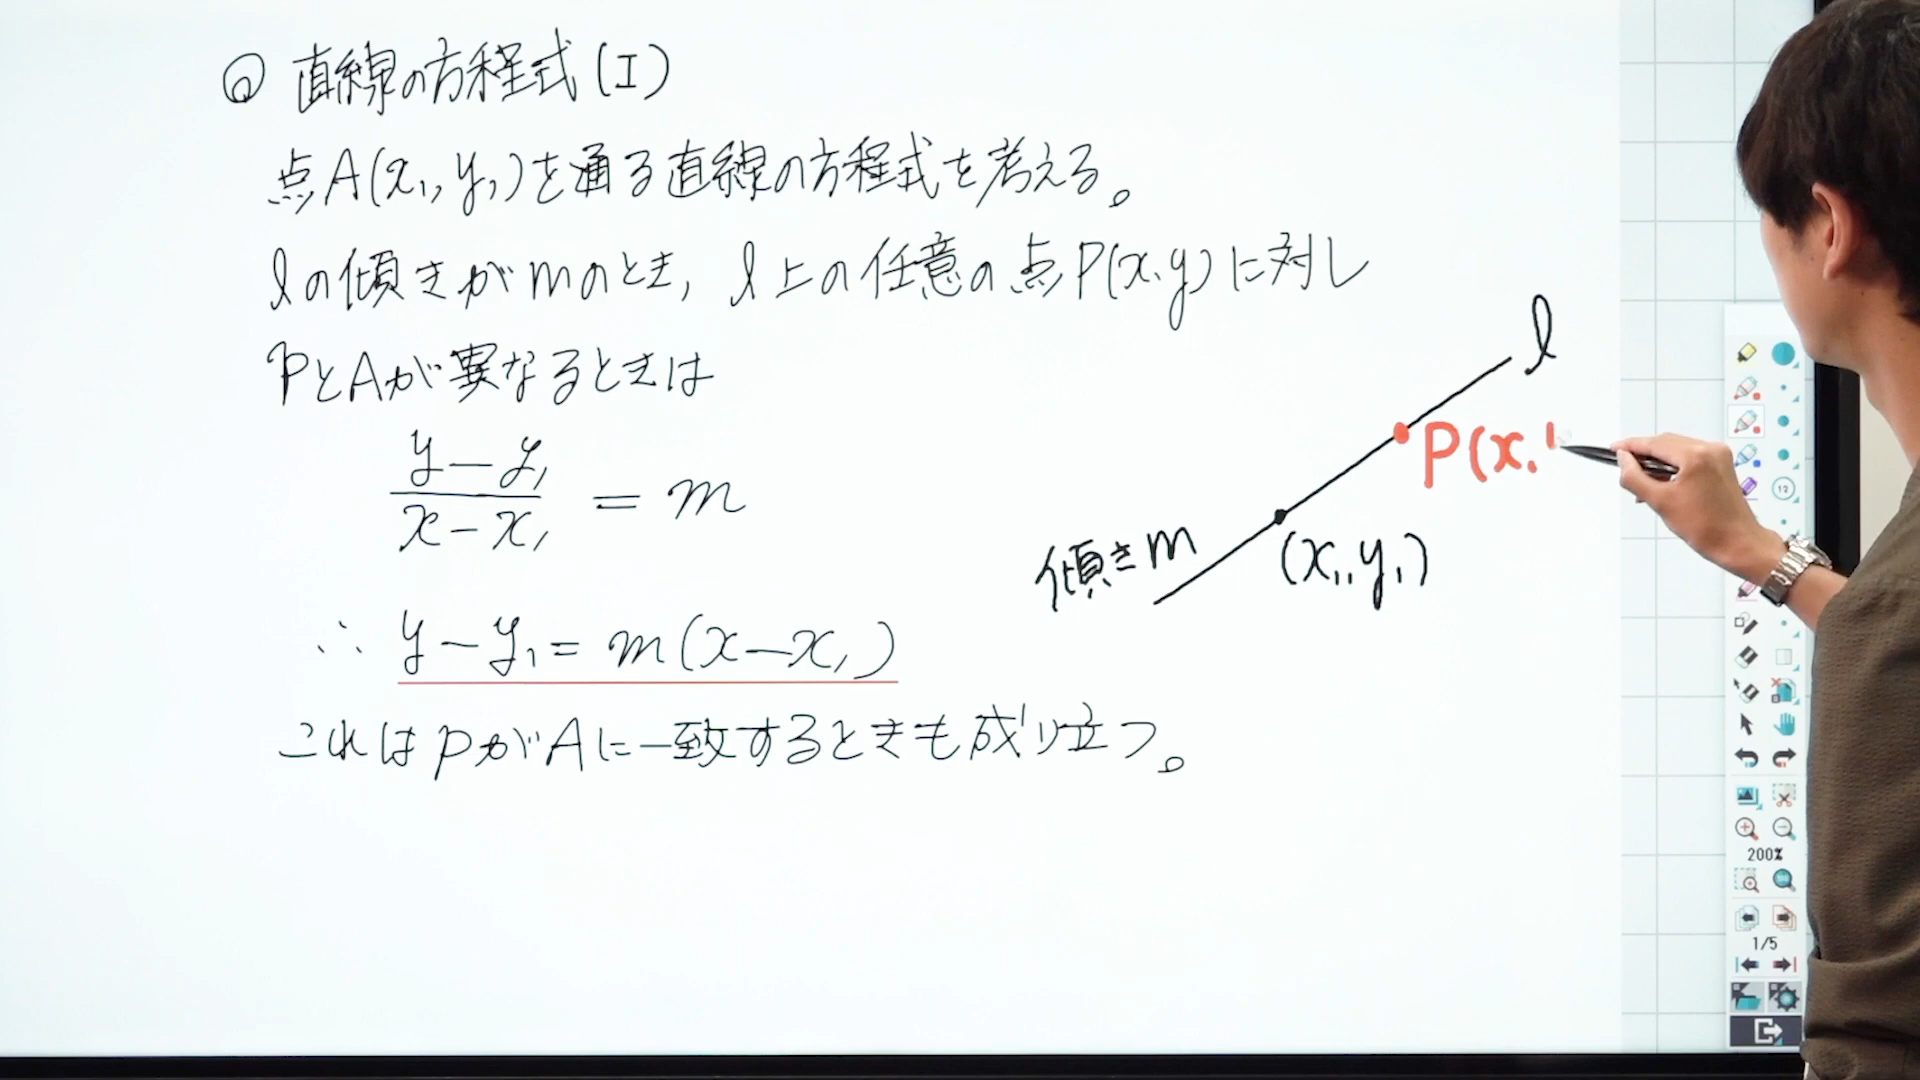 ◎ 直線の方程式(I)
点A(x₁, y₁)を通る直線の方程式を考える。
lの傾きがmのとき, l上の任意の点P(x, y)に対し
PとAが異なるときは
y−y₁
x−x₁
= m
∴ y−y₁ = m(x−x₁)
これはPがAに一致するときも成り立つ。
l
P(x,
傾きm
(x₁, y₁)
12
200%
1/5